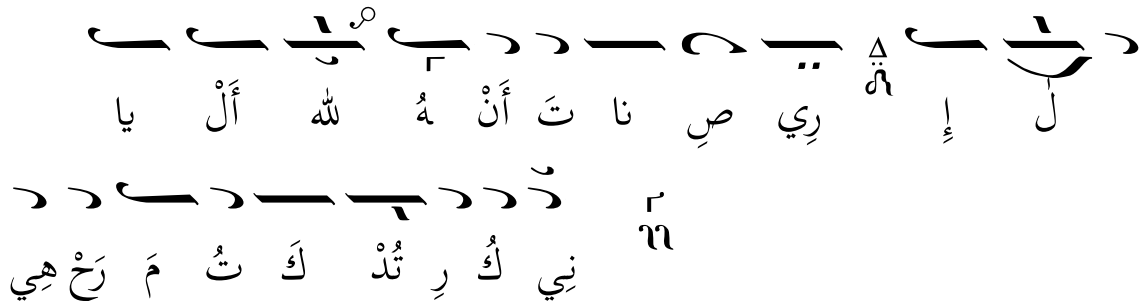 يا أَلْ لله هُ أَنْ تَ نا صِ رِي إِ لٰ
هِي رَحْ مَ تُ كَ تُدْ رِ كُ نِي